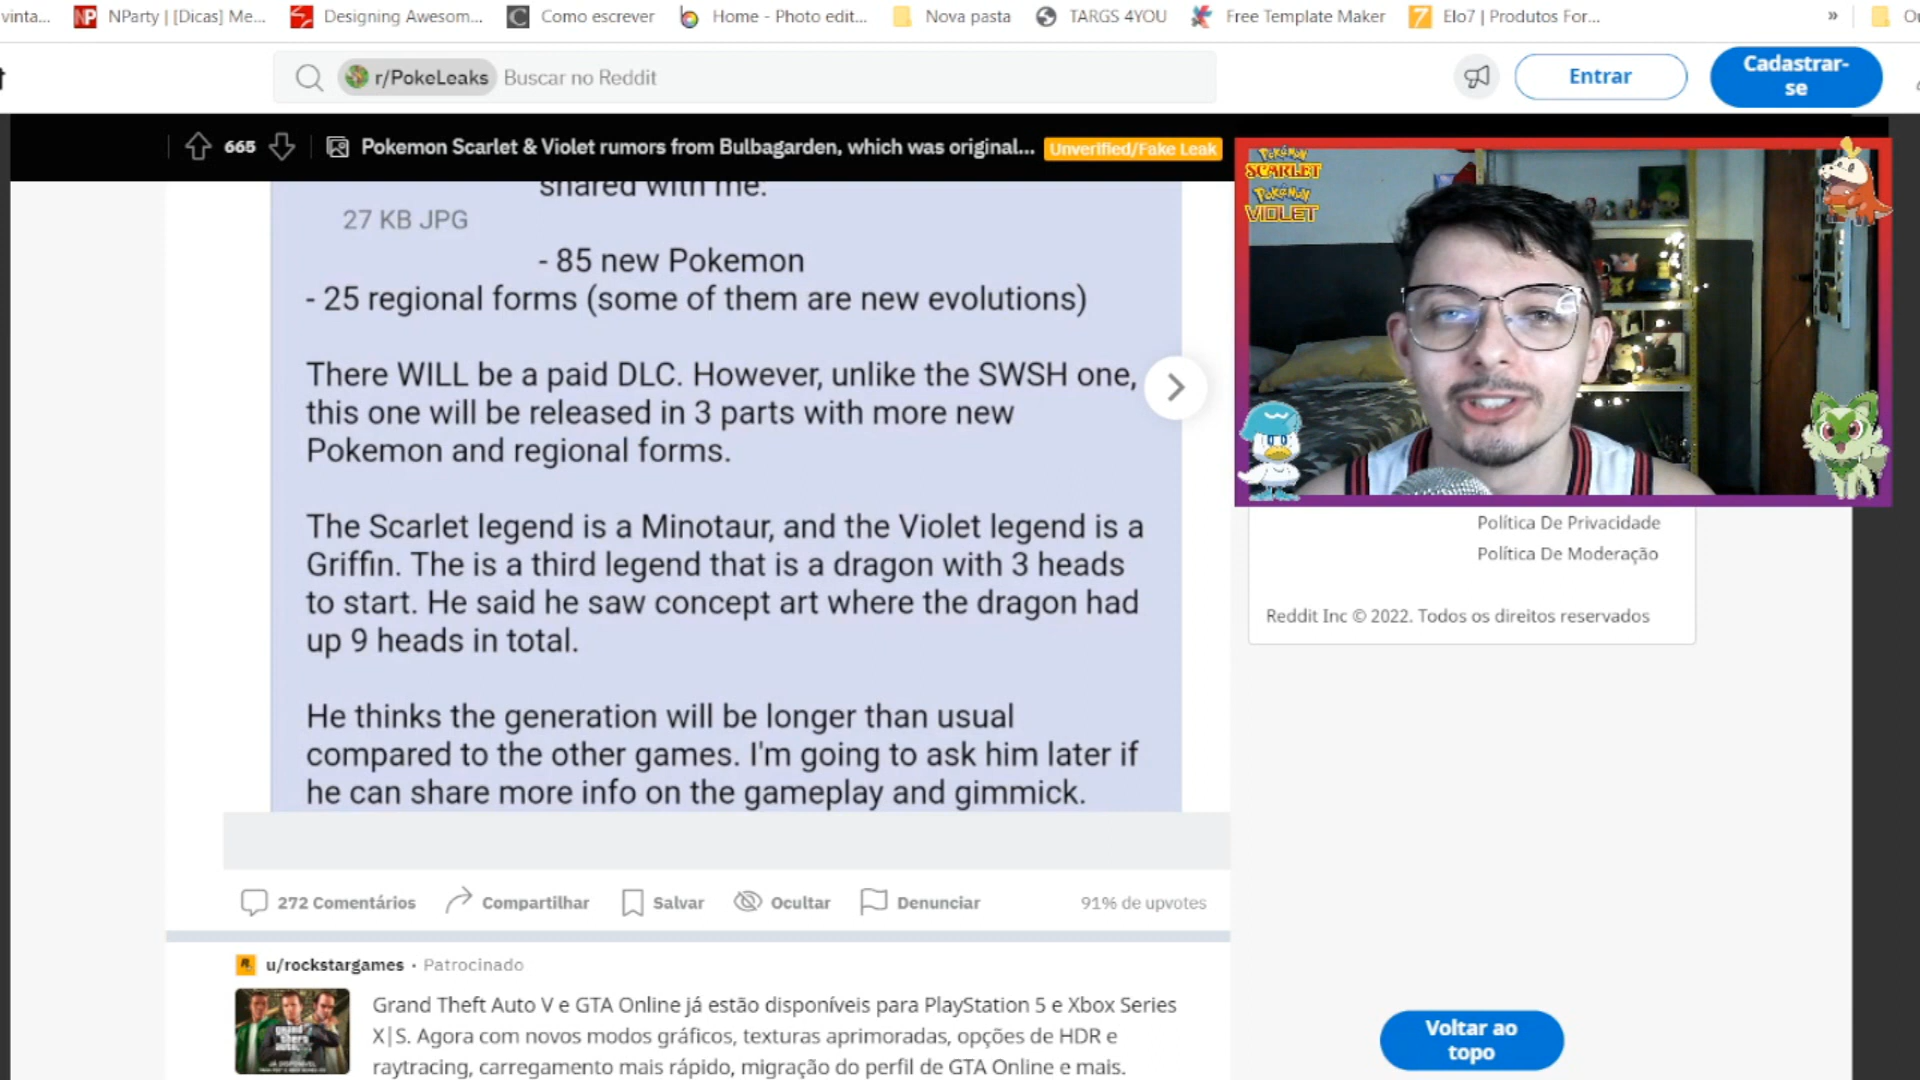 vinta...
NP
NParty | [Dicas] Me...
Designing Awesom...
Como escrever
Home - Photo edit...
Nova pasta
TARGS 4YOU
Free Template Maker
Elo7 | Produtos For...
»
r/PokeLeaks
Buscar no Reddit
Entrar
Cadastrar-
se
665
Pokemon Scarlet & Violet rumors from Bulbagarden, which was original...
Unverified/Fake Leak
shared with me:
27 KB JPG
- 85 new Pokemon
- 25 regional forms (some of them are new evolutions)
There WILL be a paid DLC. However, unlike the SWSH one,
this one will be released in 3 parts with more new
Pokemon and regional forms.
The Scarlet legend is a Minotaur, and the Violet legend is a
Griffin. The is a third legend that is a dragon with 3 heads
to start. He said he saw concept art where the dragon had
up 9 heads in total.
He thinks the generation will be longer than usual
compared to the other games. I'm going to ask him later if
he can share more info on the gameplay and gimmick.
POKéMON
SCARLET
POKéMON
VIOLET
Política De Privacidade
Política De Moderação
Reddit Inc © 2022. Todos os direitos reservados
272 Comentários
Compartilhar
Salvar
Ocultar
Denunciar
91% de upvotes
u/rockstargames • Patrocinado
Grand Theft Auto V e GTA Online já estão disponíveis para PlayStation 5 e Xbox Series
X|S. Agora com novos modos gráficos, texturas aprimoradas, opções de HDR e
raytracing, carregamento mais rápido, migração do perfil de GTA Online e mais.
grand
theft
auto
Voltar ao
topo